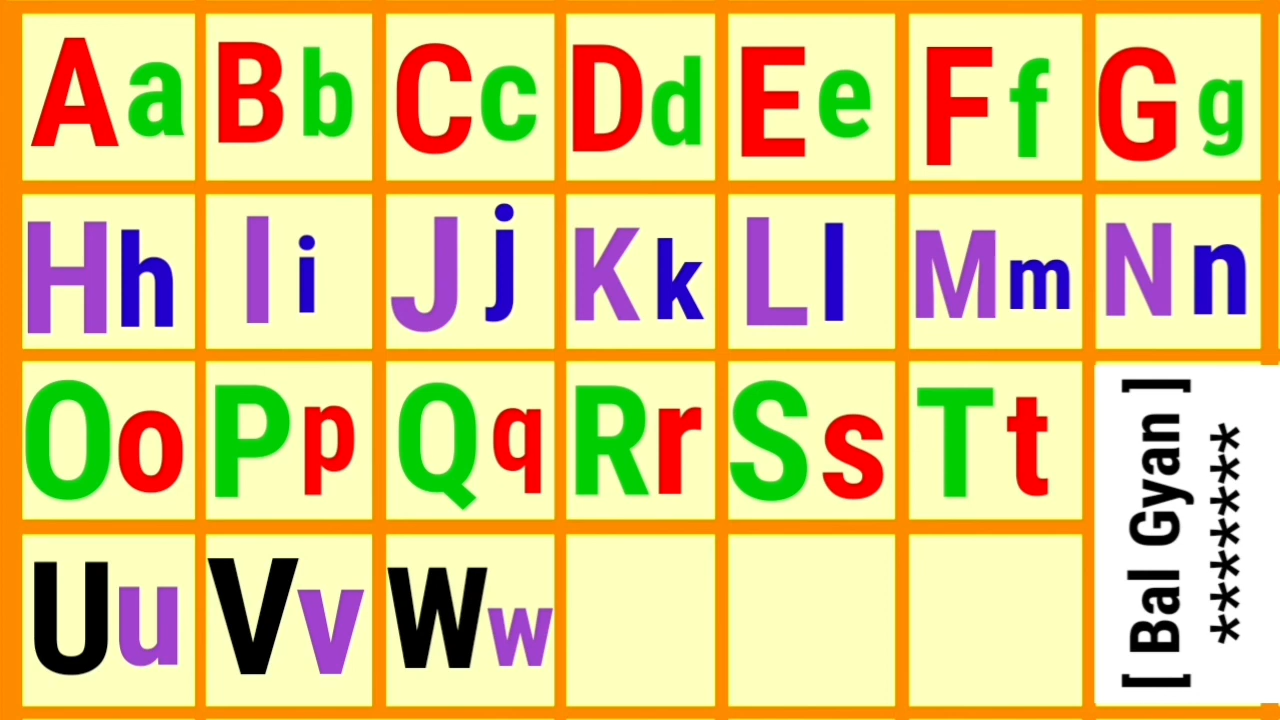 Aa Bb Cc Dd Ee Ff Gg
Hh Ii Jj Kk Ll Mm Nn
Oo Pp Qq Rr Ss Tt
Uu Vv Ww
[ Bal Gyan ]
*******